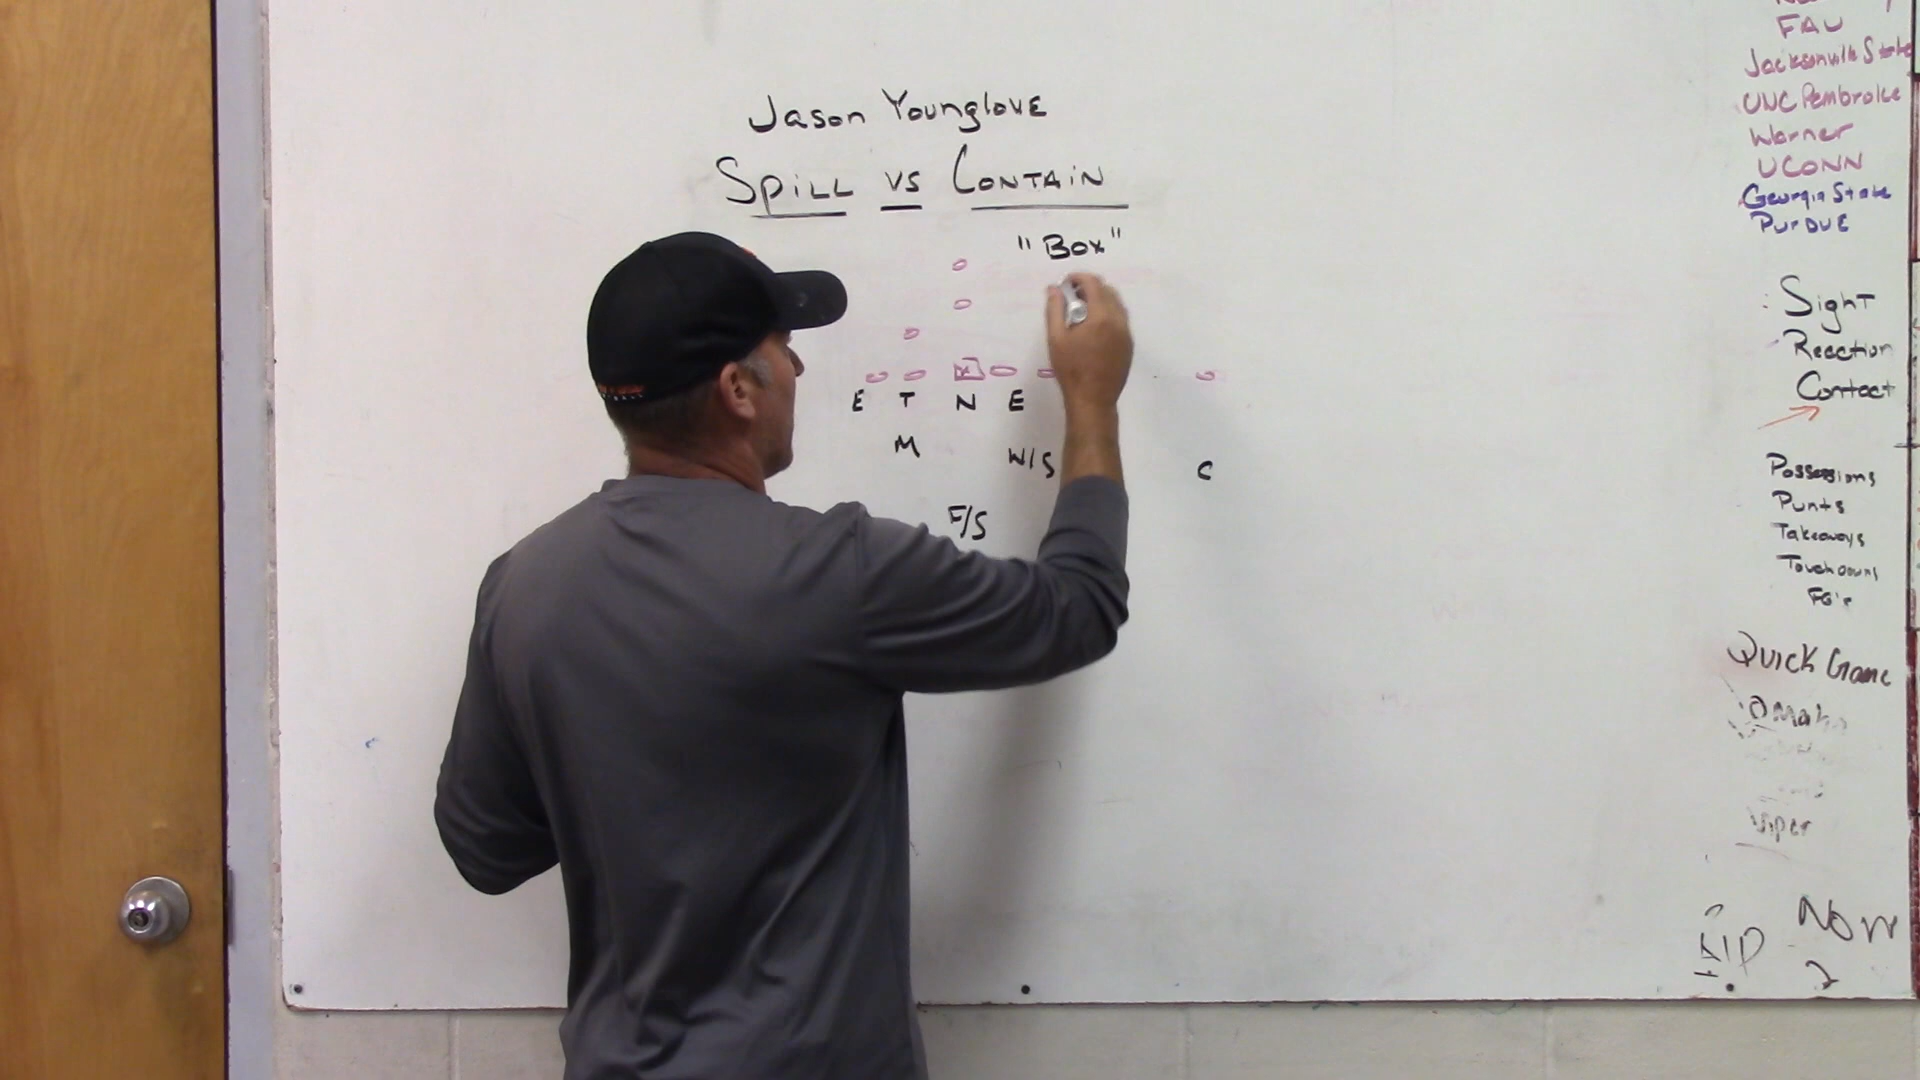 Jason Younglove
Spill vs Contain
"Box"
E T N E
M W/S C
F/S
FAU
Jacksonville State
UNC Pembroke
Warner
UCONN
Georgia State
Purdue
Sight
Reaction
Contact
Possessions
Punts
Takeaways
Touchdowns
FG's
Quick Game
Omaha
Viper
Now
2